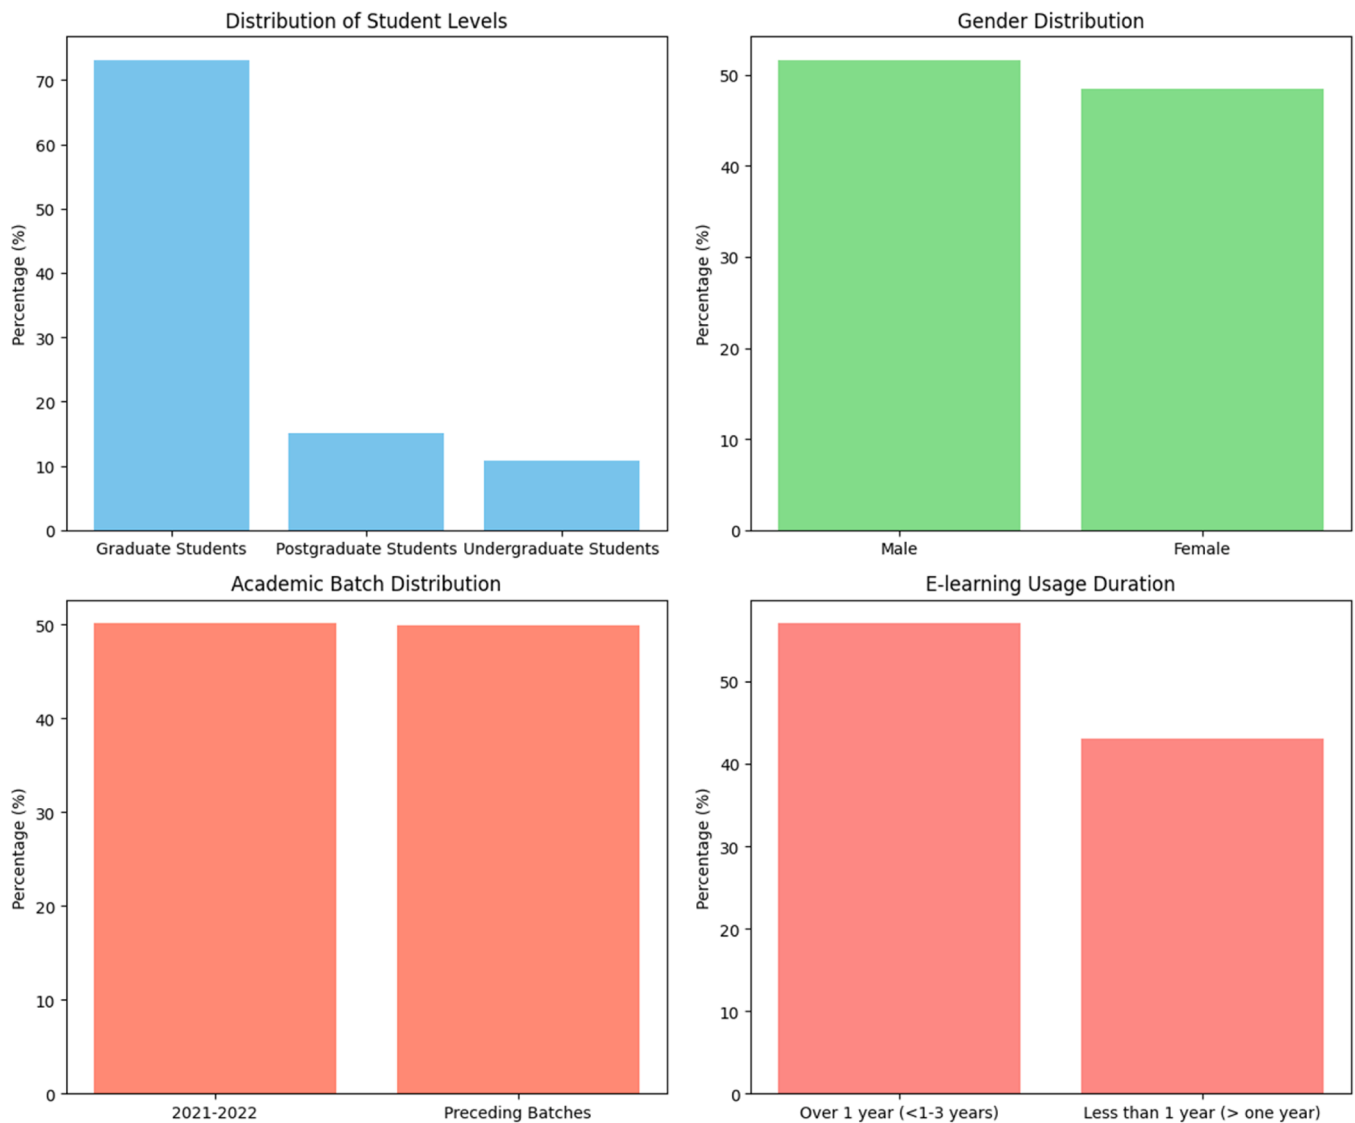 Distribution of Student Levels
Percentage (%)
70
60
50
40
30
20
10
0
Graduate Students Postgraduate Students Undergraduate Students
Gender Distribution
Percentage (%)
50
40
30
20
10
0
Male Female
Academic Batch Distribution
Percentage (%)
50
40
30
20
10
0
2021-2022 Preceding Batches
E-learning Usage Duration
Percentage (%)
50
40
30
20
10
0
Over 1 year (<1-3 years) Less than 1 year (> one year)